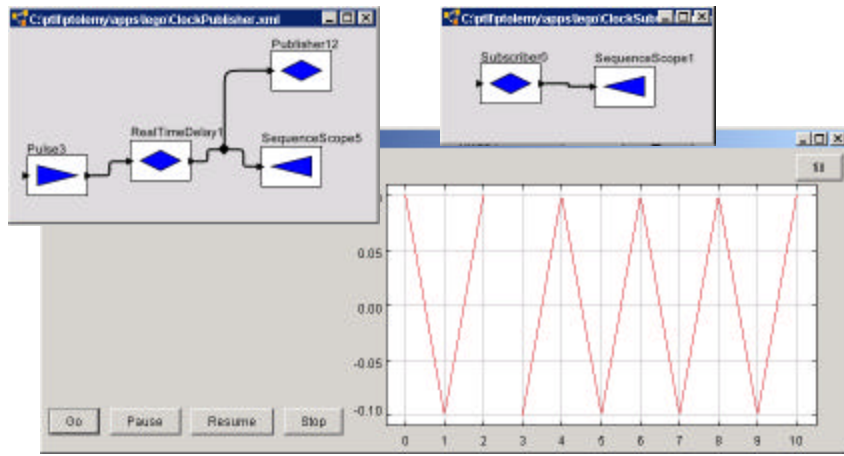 C:\ptII\ptolemy\apps\lego\ClockPublisher.xml
Publisher12
RealTimeDelay1
SequenceScope5
Pulse3
C:\ptII\ptolemy\apps\lego\ClockSub
Subscriber6
SequenceScope1
fill
0.05
0.00
-0.05
-0.10
0 1 2 3 4 5 6 7 8 9 10
Go Pause Resume Stop